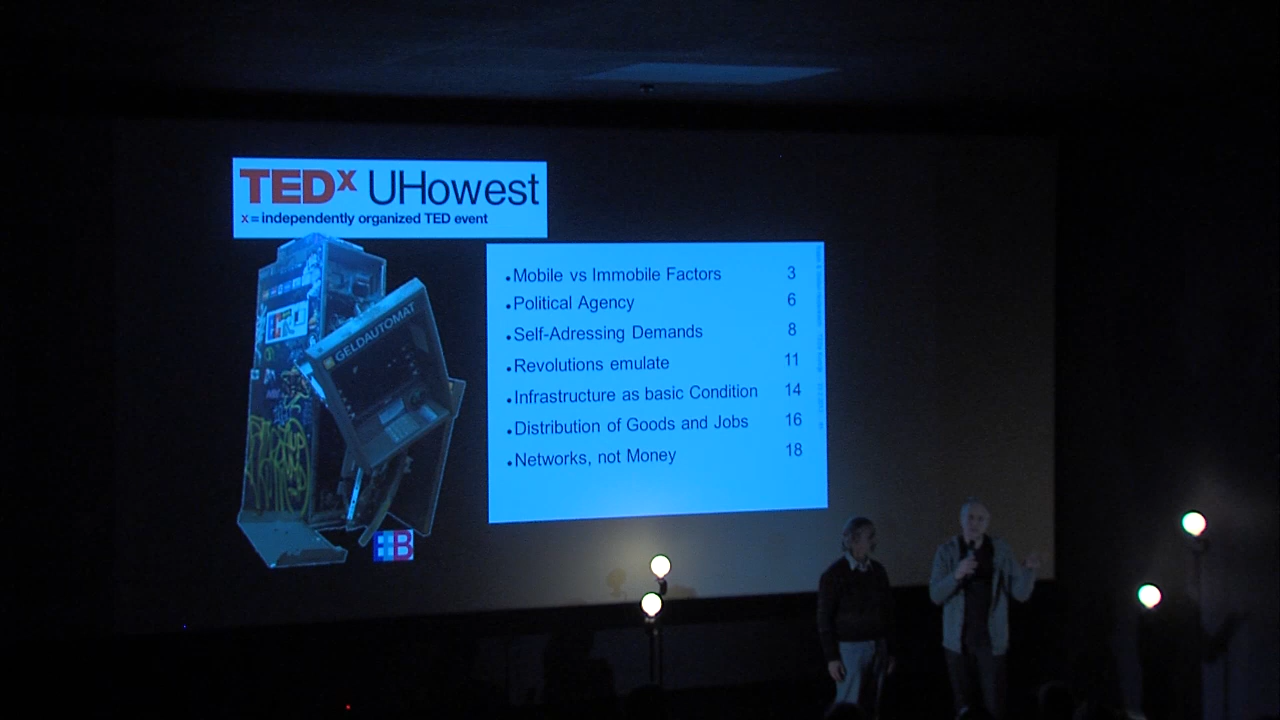 TEDx UHowest
x = independently organized TED event
GELDAUTOMAT
•Mobile vs Immobile Factors 3
•Political Agency 6
•Self-Adressing Demands 8
•Revolutions emulate 11
•Infrastructure as basic Condition 14
•Distribution of Goods and Jobs 16
•Networks, not Money 18
B